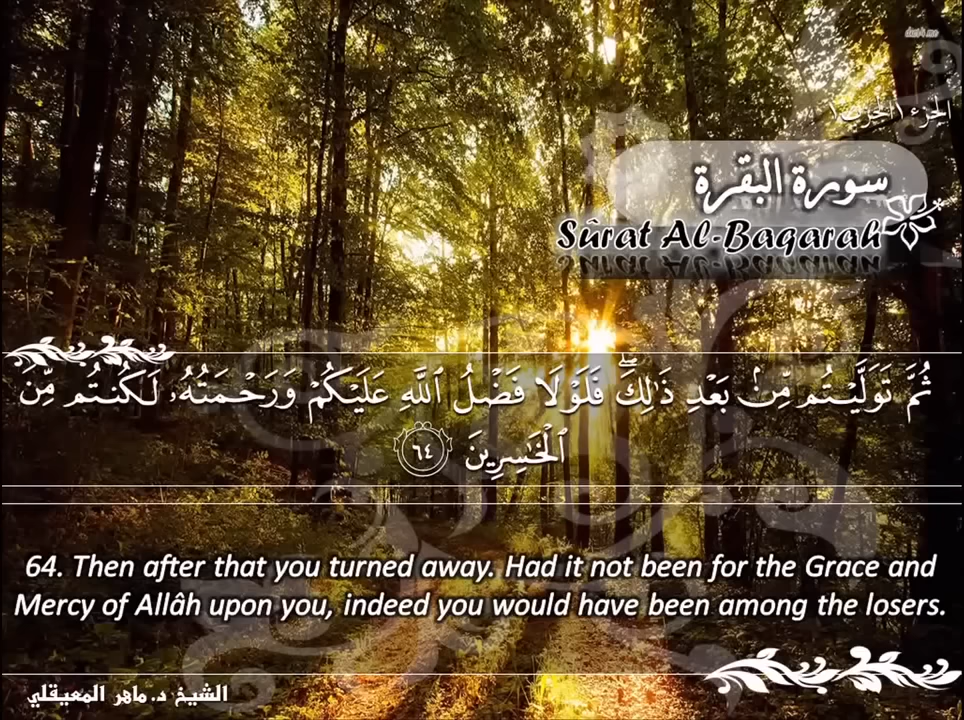 desk.me
الجزء ١ الحزب ١
سورة البقرة
Sûrat Al-Baqarah
ثُمَّ تَوَلَّيْتُم مِّنۢ بَعْدِ ذَٰلِكَ ۖ فَلَوْلَا فَضْلُ ٱللَّهِ عَلَيْكُمْ وَرَحْمَتُهُۥ لَكُنتُم مِّنَ
ٱلْخَـٰسِرِينَ ٦٤
64. Then after that you turned away. Had it not been for the Grace and
Mercy of Allâh upon you, indeed you would have been among the losers.
الشيخ د. ماهر المعيقلي